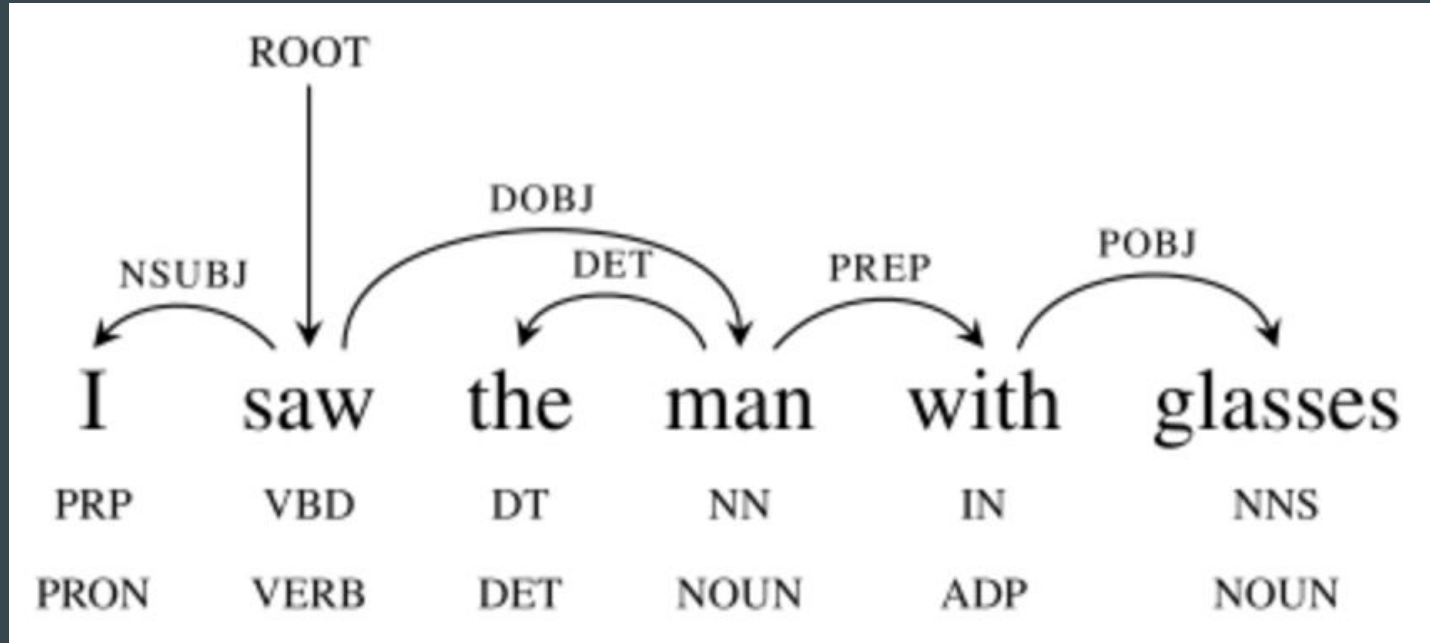 ROOT
DOBJ
POBJ
NSUBJ DET PREP
I saw the man with glasses
PRP VBD DT NN IN NNS
PRON VERB DET NOUN ADP NOUN